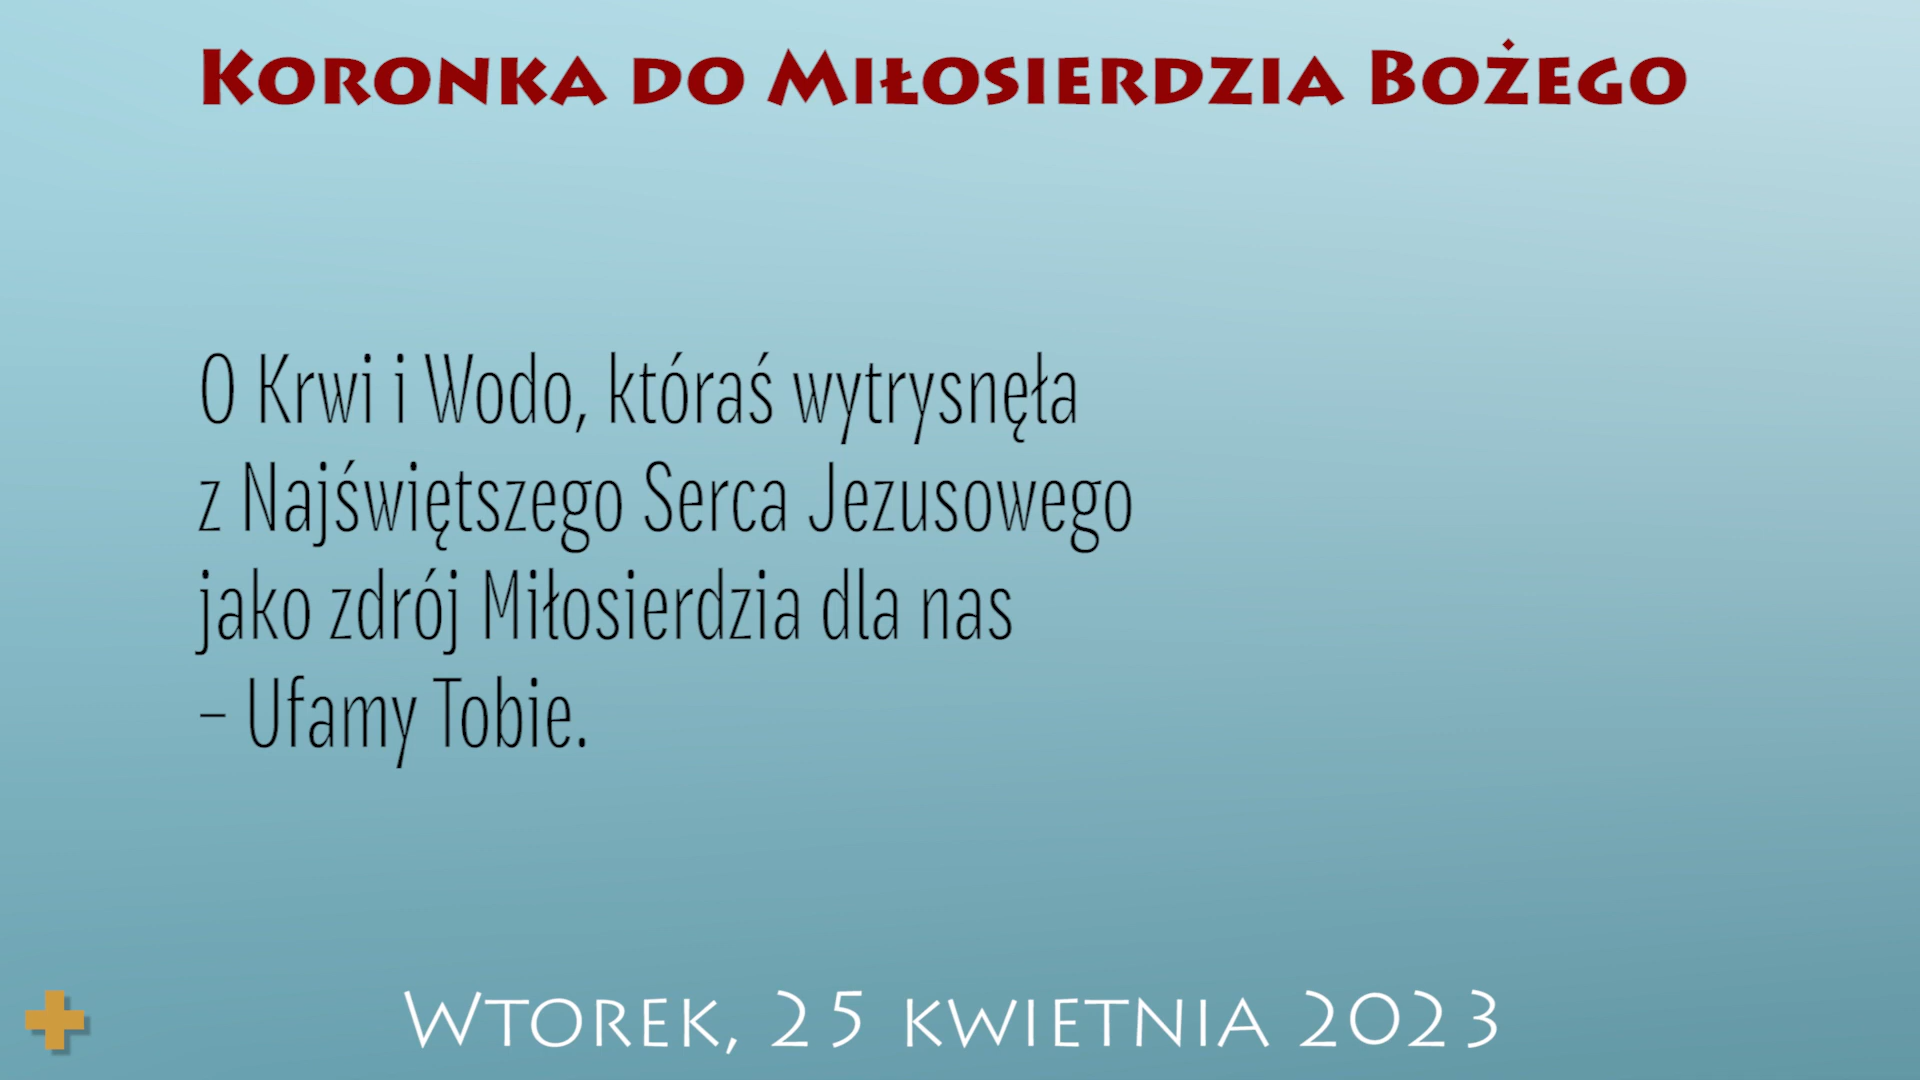 Koronka do Miłosierdzia Bożego
O Krwi i Wodo, któraś wytrysnęła
z Najświętszego Serca Jezusowego
jako zdrój Miłosierdzia dla nas
– Ufamy Tobie.
Wtorek, 25 kwietnia 2023